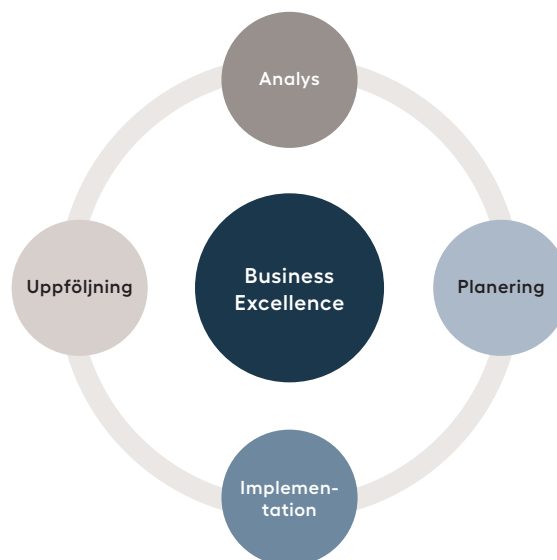 Analys
Uppföljning
Business
Excellence
Planering
Implemen-
tation